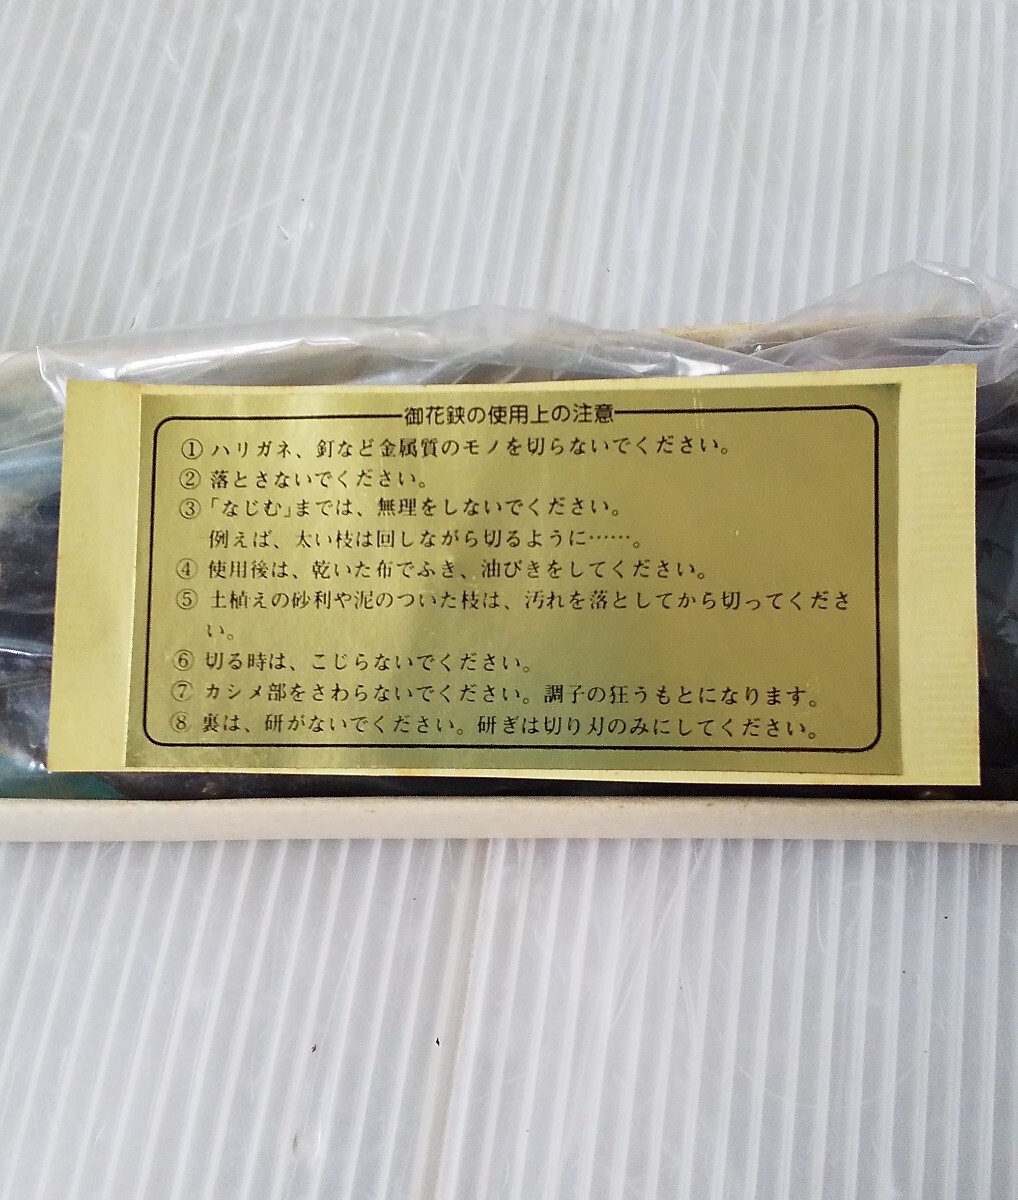 御花鋏の使用上の注意
① ハリガネ、釘など金属質のモノを切らないでください。
② 落とさないでください。
③ 「なじむ」までは、無理をしないでください。
例えば、太い枝は回しながら切るように……。
④ 使用後は、乾いた布でふき、油びきをしてください。
⑤ 土植えの砂利や泥のついた枝は、汚れを落としてから切ってくださ
い。
⑥ 切る時は、こじらないでください。
⑦ カシメ部をさわらないでください。調子の狂うもとになります。
⑧ 裏は、研がないでください。研ぎは切り刃のみにしてください。